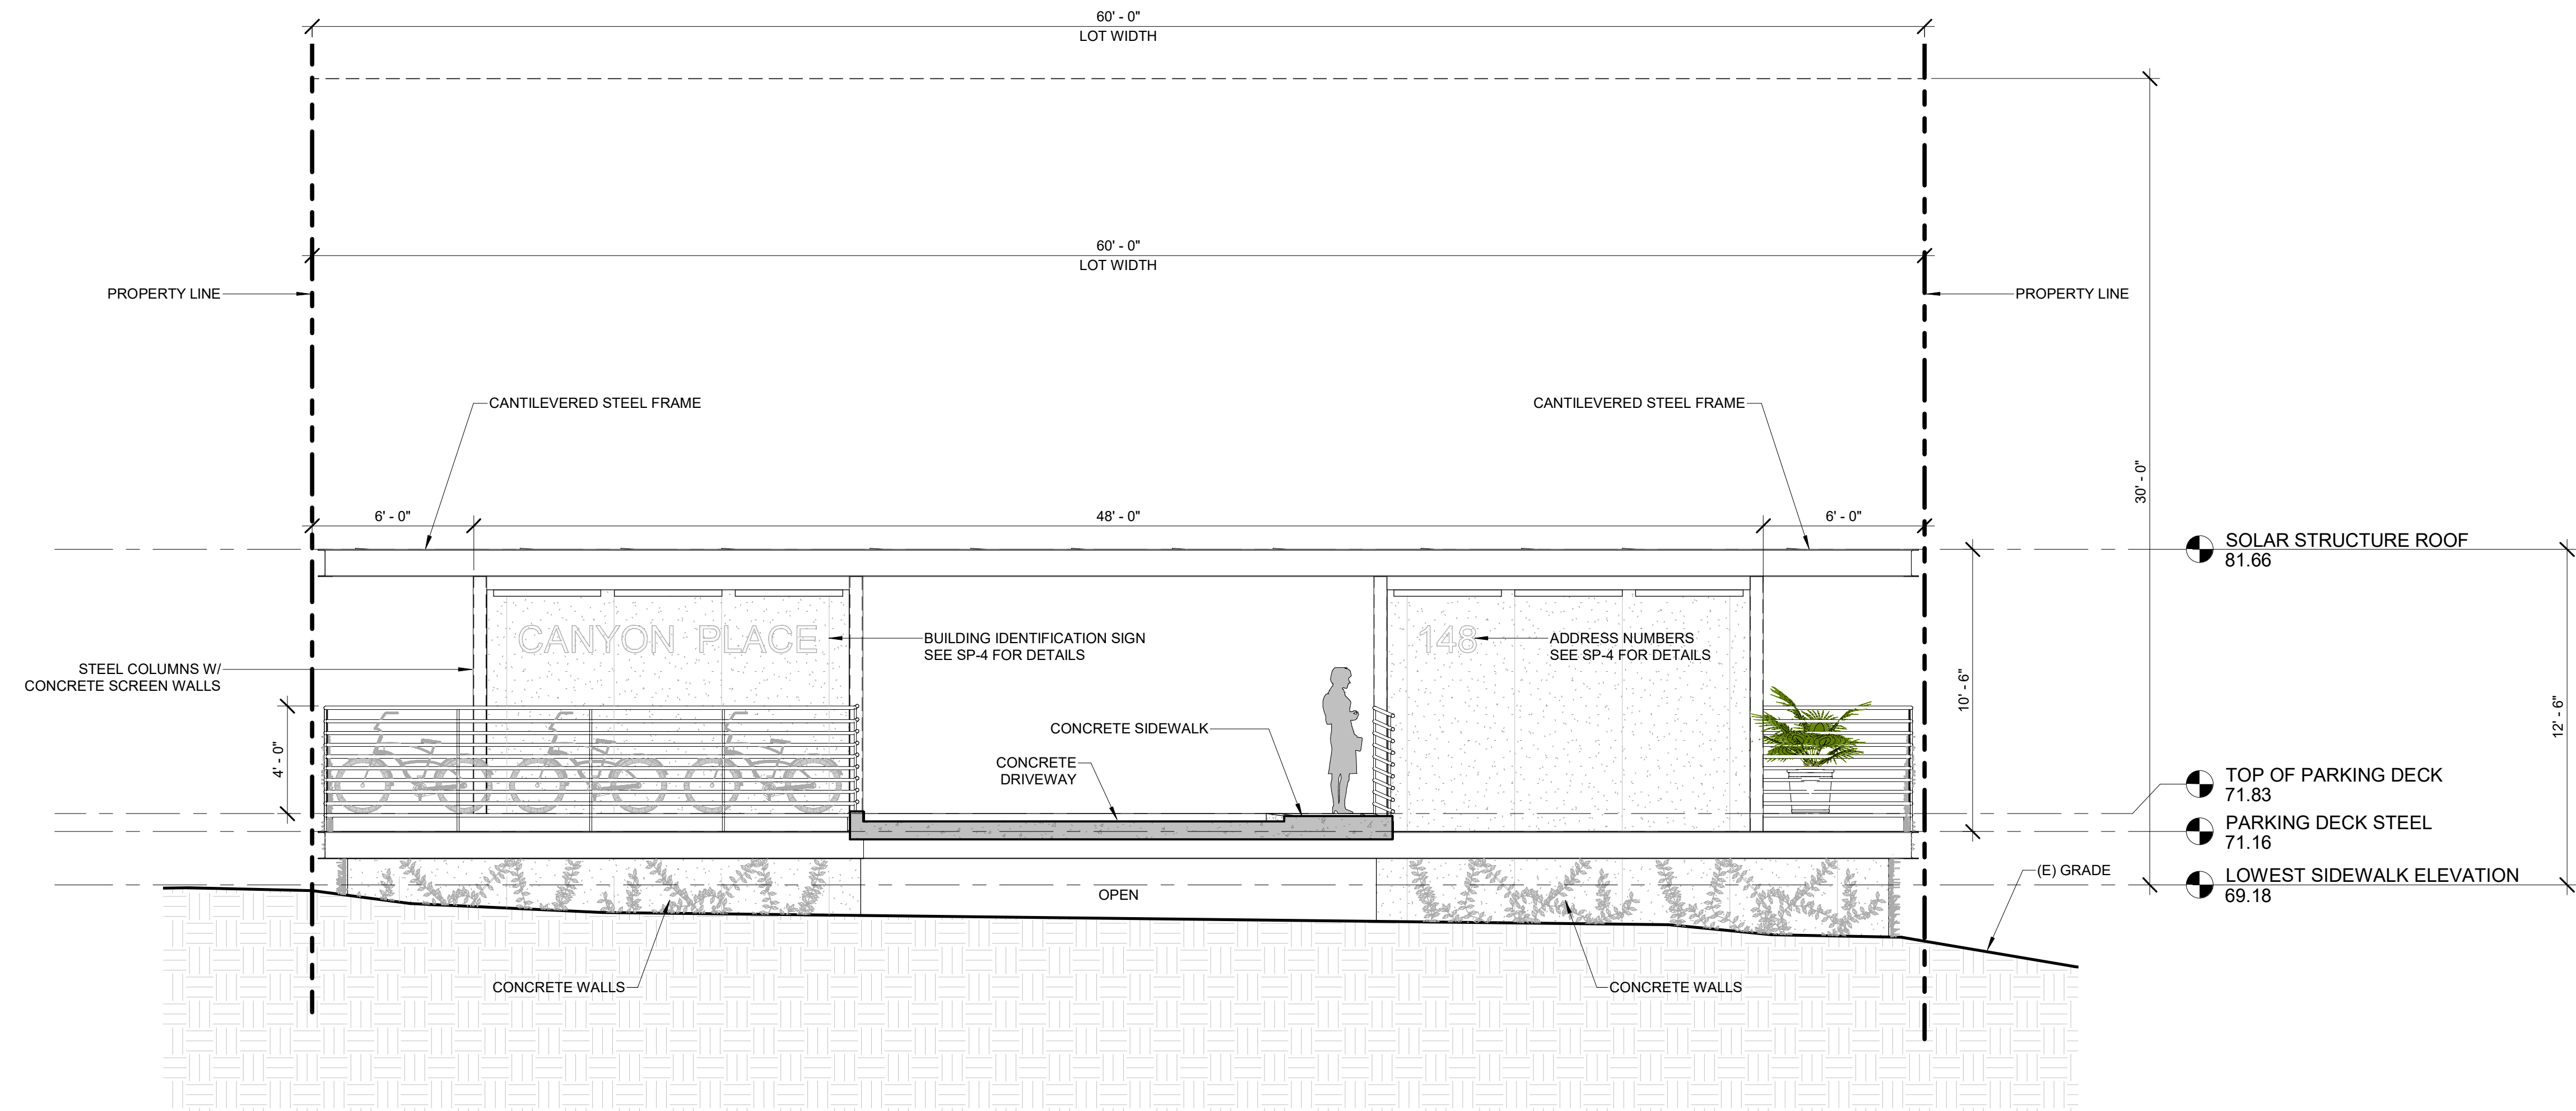 60' - 0"
LOT WIDTH
60' - 0"
LOT WIDTH
PROPERTY LINE
PROPERTY LINE
CANTILEVERED STEEL FRAME
CANTILEVERED STEEL FRAME
30' - 0"
6' - 0"
48' - 0"
6' - 0"
SOLAR STRUCTURE ROOF
81.66
CANYON PLACE
BUILDING IDENTIFICATION SIGN
SEE SP-4 FOR DETAILS
148
ADDRESS NUMBERS
SEE SP-4 FOR DETAILS
STEEL COLUMNS W/
CONCRETE SCREEN WALLS
10' - 6"
12' - 6"
4' - 0"
CONCRETE SIDEWALK
CONCRETE
DRIVEWAY
TOP OF PARKING DECK
71.83
PARKING DECK STEEL
71.16
(E) GRADE
LOWEST SIDEWALK ELEVATION
69.18
OPEN
CONCRETE WALLS
CONCRETE WALLS